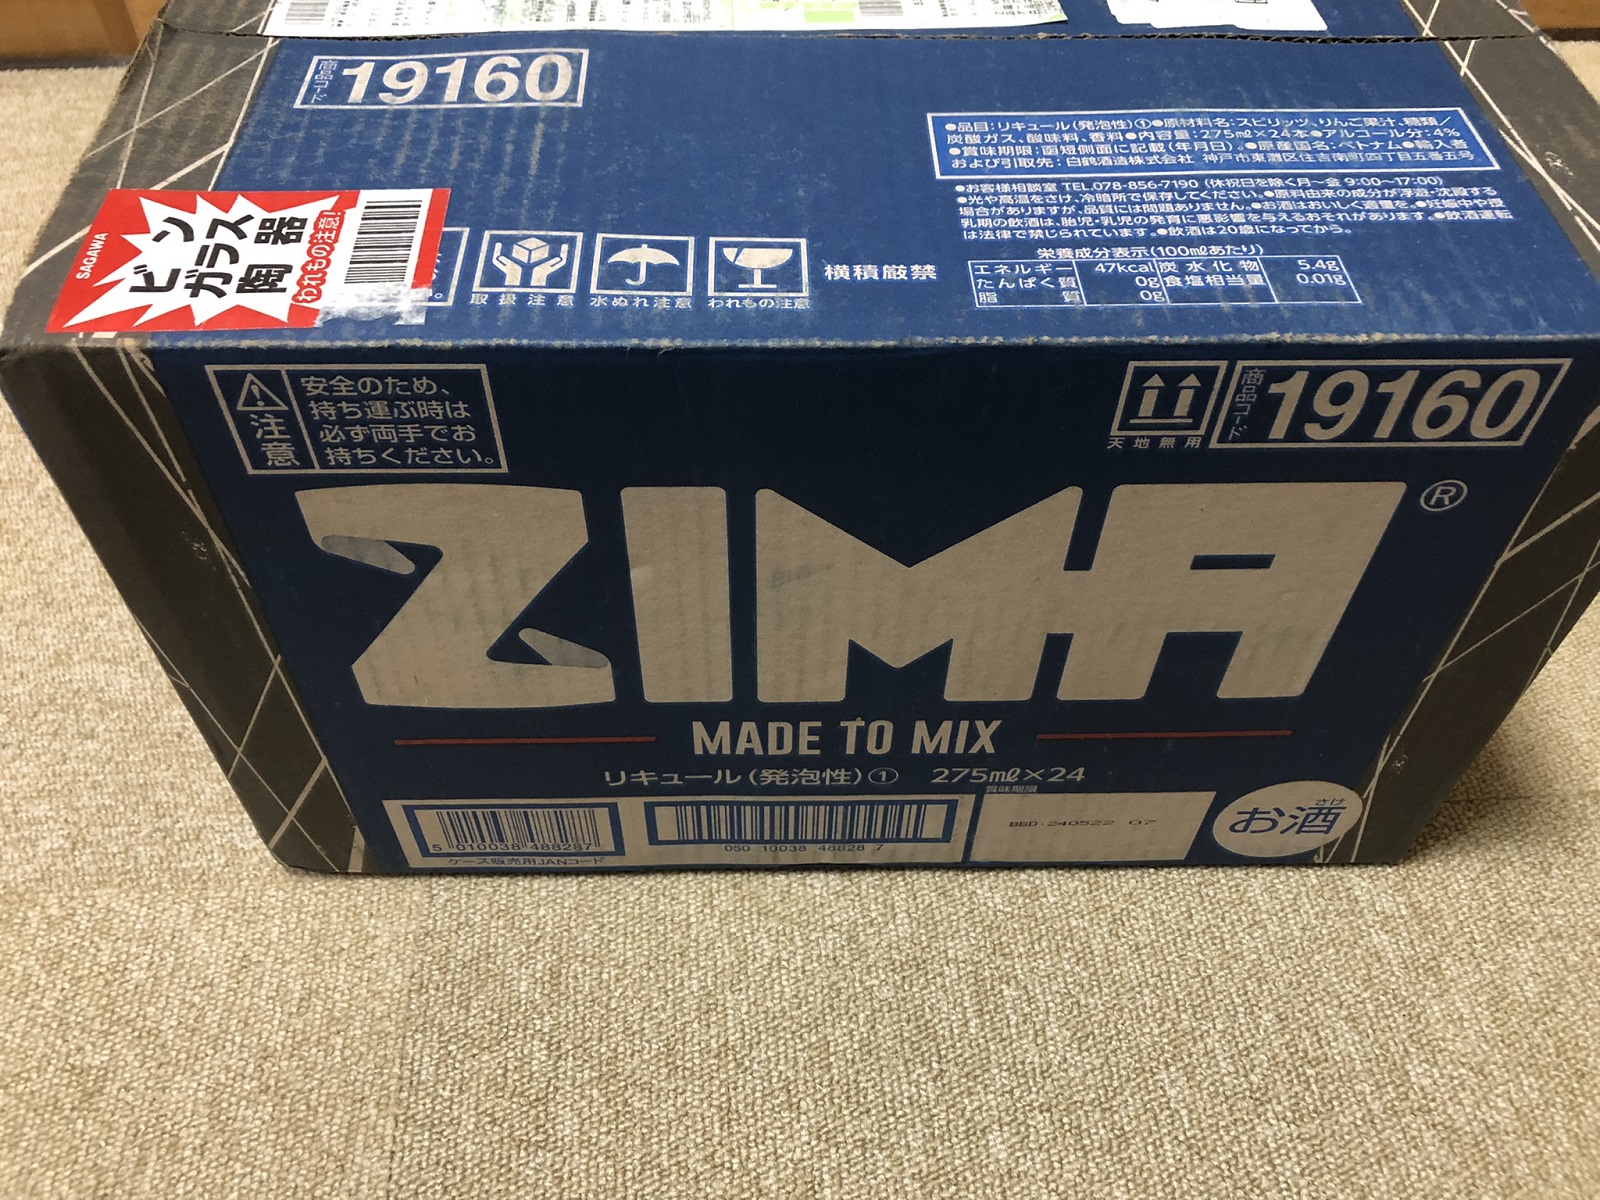 商品コード
19160
●品目:リキュール(発泡性)①●原材料名:スピリッツ、りんご果汁、糖類/
炭酸ガス、酸味料、香料●内容量:275㎖×24本●アルコール分:4%
●賞味期限:函短側面に記載(年月日)。●原産国名:ベトナム●輸入者
および引取先:白鶴酒造株式会社 神戸市東灘区住吉南町四丁目五番五号
●お客様相談室 TEL.078-856-7190 (休祝日を除く月〜金 9:00〜17:00)
●光や高温をさけ、冷暗所で保存してください。●原料由来の成分が浮遊・沈殿する
場合がありますが、品質には問題ありません。●お酒はおいしく適量を。●妊娠中や授
乳期の飲酒は、胎児・乳児の発育に悪影響を与えるおそれがあります。●飲酒運転
は法律で禁じられています。●飲酒は20歳になってから。
栄養成分表示(100㎖あたり)
エネルギー 47kcal 炭水化物 5.4g
たんぱく質 0g 食塩相当量 0.01g
脂質 0g
SAGAWA
ビン
ガラス
陶器
われもの注意!
取扱注意
水ぬれ注意
われもの注意
横積厳禁
注意
安全のため、
持ち運ぶ時は
必ず両手でお
持ちください。
天地無用
商品コード
19160
ZIMA®
MADE TO MIX
リキュール(発泡性)① 275㎖×24
5 010038 488287
ケース販売用JANコード
050 10038 48828 7
賞味期限
BBD:240522 07
さけ
お酒